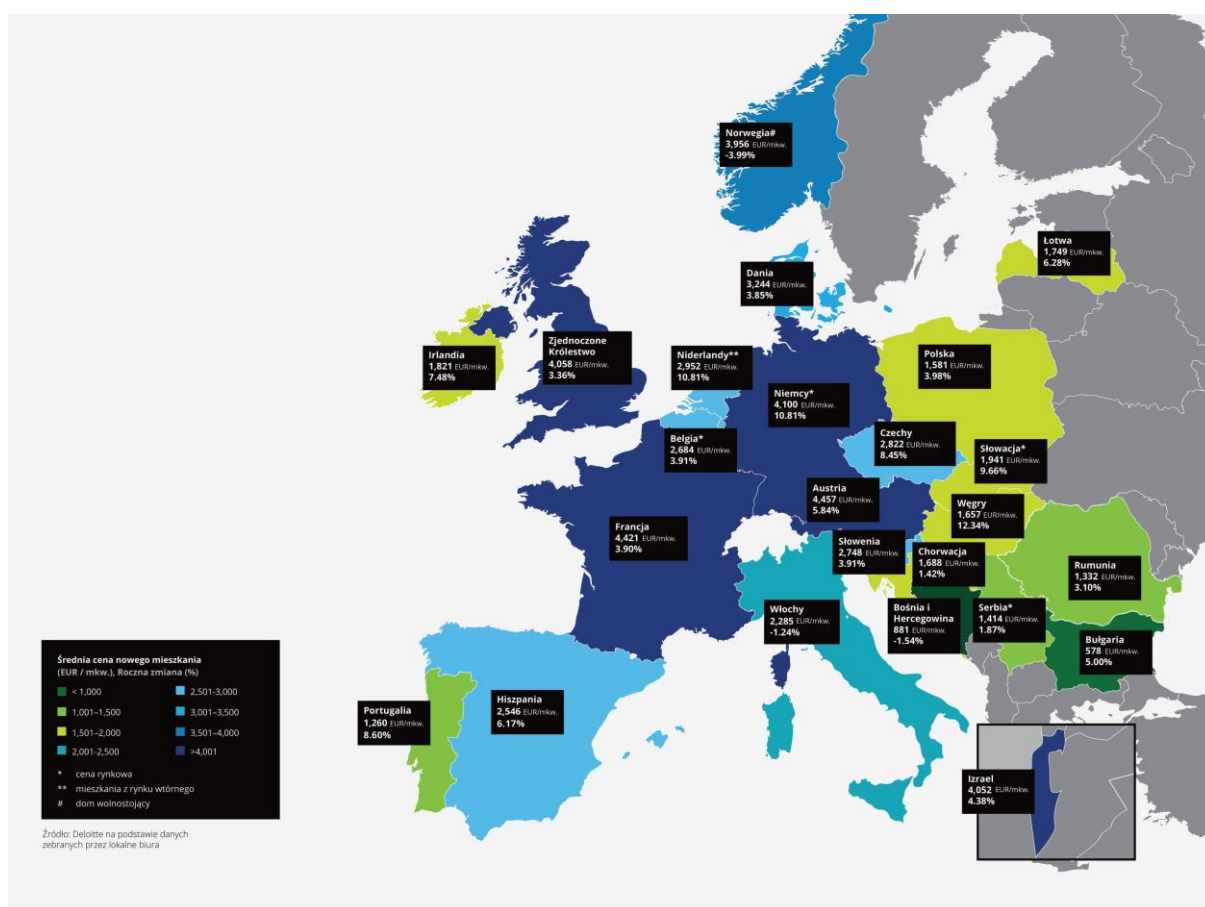 Norwegia#
3,956 EUR/mkw.
-3.99%
Łotwa
1,749 EUR/mkw.
6.28%
Dania
3,244 EUR/mkw.
3.85%
Irlandia
1,821 EUR/mkw.
7.48%
Zjednoczone
Królestwo
4,058 EUR/mkw.
3.36%
Niderlandy**
2,952 EUR/mkw.
10.81%
Niemcy*
4,100 EUR/mkw.
10.81%
Polska
1,581 EUR/mkw.
3.98%
Belgia*
2,684 EUR/mkw.
3.91%
Czechy
2,822 EUR/mkw.
8.45%
Słowacja*
1,941 EUR/mkw.
9.66%
Austria
4,457 EUR/mkw.
5.84%
Węgry
1,657 EUR/mkw.
12.34%
Francja
4,421 EUR/mkw.
3.90%
Słowenia
2,748 EUR/mkw.
3.91%
Chorwacja
1,688 EUR/mkw.
1.42%
Rumunia
1,332 EUR/mkw.
3.10%
Włochy
2,285 EUR/mkw.
-1.24%
Bośnia i
Hercegowina
881 EUR/mkw.
-1.54%
Serbia*
1,414 EUR/mkw.
1.87%
Bułgaria
578 EUR/mkw.
5.00%
Portugalia
1,260 EUR/mkw.
8.60%
Hiszpania
2,546 EUR/mkw.
6.17%
Izrael
4,052 EUR/mkw.
4.38%
Średnia cena nowego mieszkania
(EUR / mkw.), Roczna zmiana (%)
< 1,000
1,001–1,500
1,501–2,000
2,001-2,500
2,501-3,000
3,001–3,500
3,501–4,000
>4,001
* cena rynkowa
** mieszkania z rynku wtórnego
# dom wolnostojący
Źródło: Deloitte na podstawie danych
zebranych przez lokalne biura